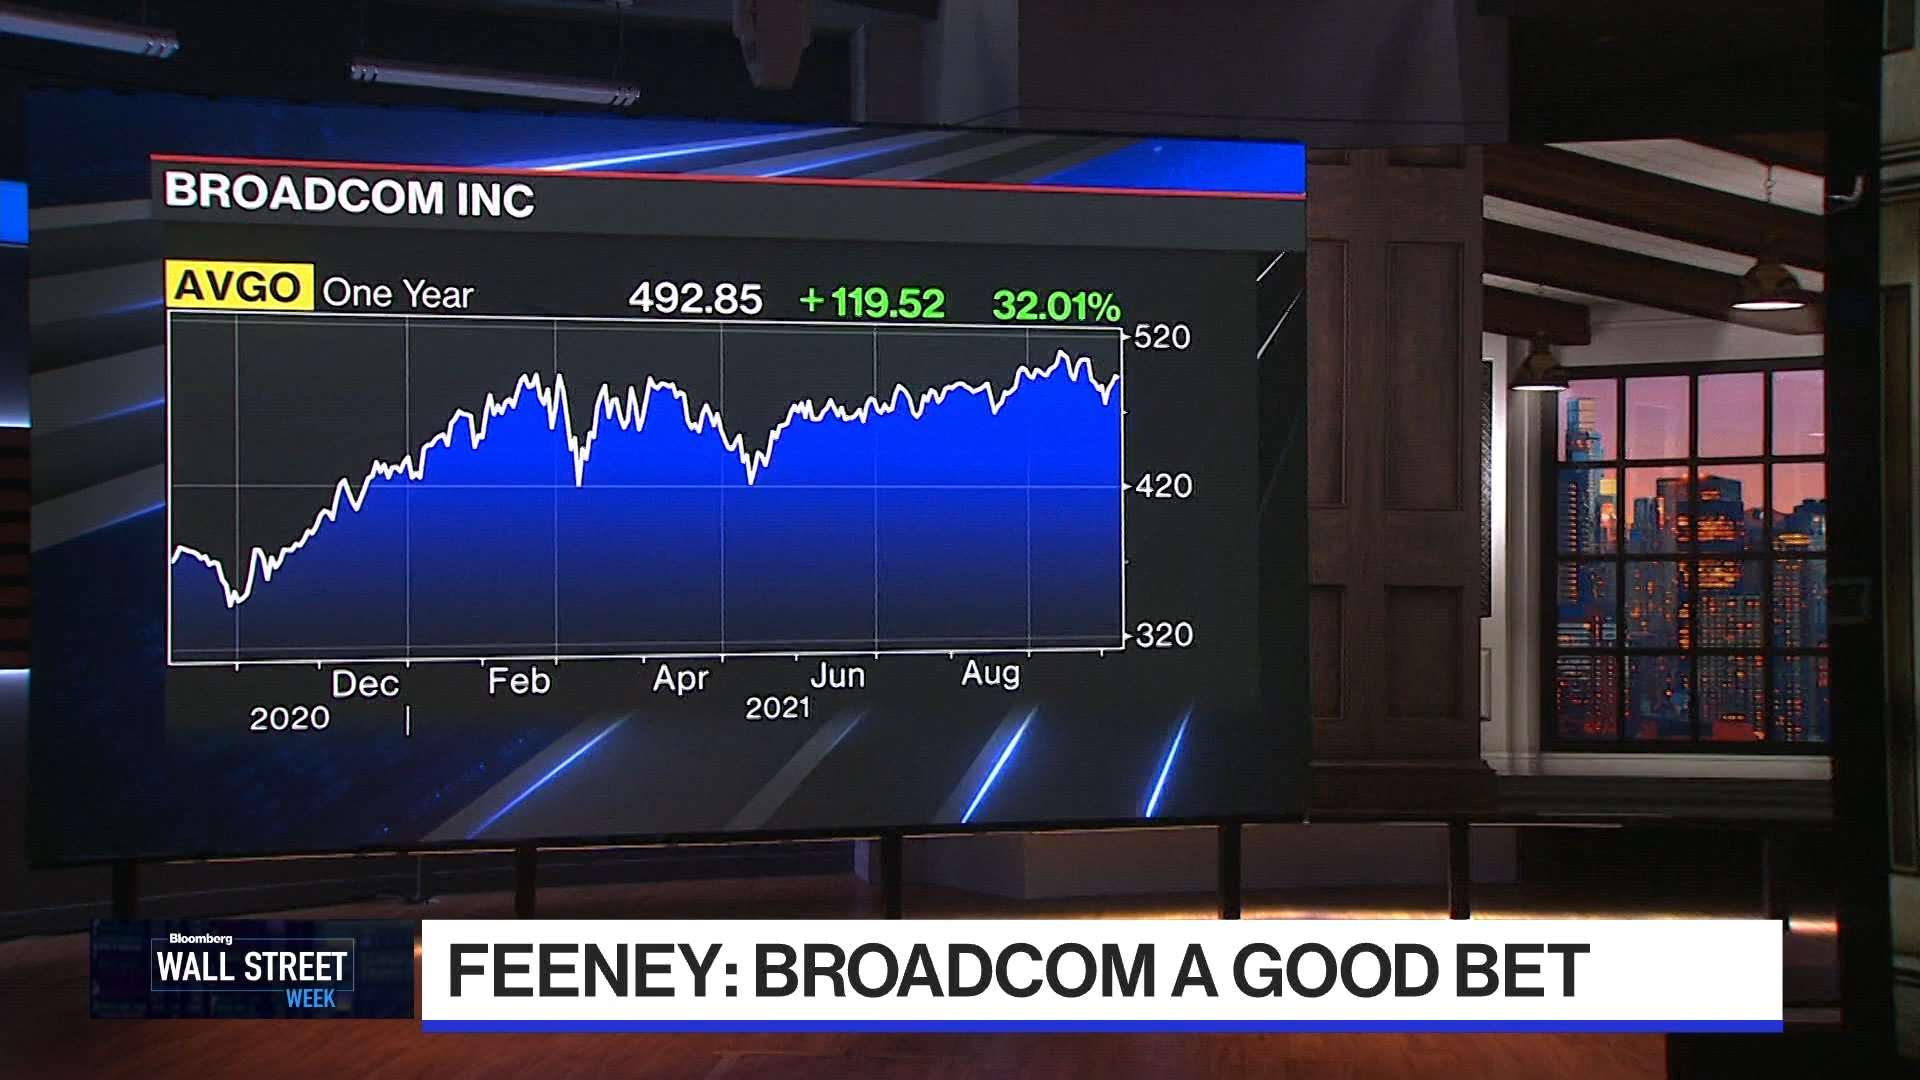 BROADCOM INC
AVGO One Year 492.85 +119.52 32.01%
520
420
320
Dec Feb Apr Jun Aug
2020 | 2021
Bloomberg
WALL STREET
WEEK
FEENEY: BROADCOM A GOOD BET